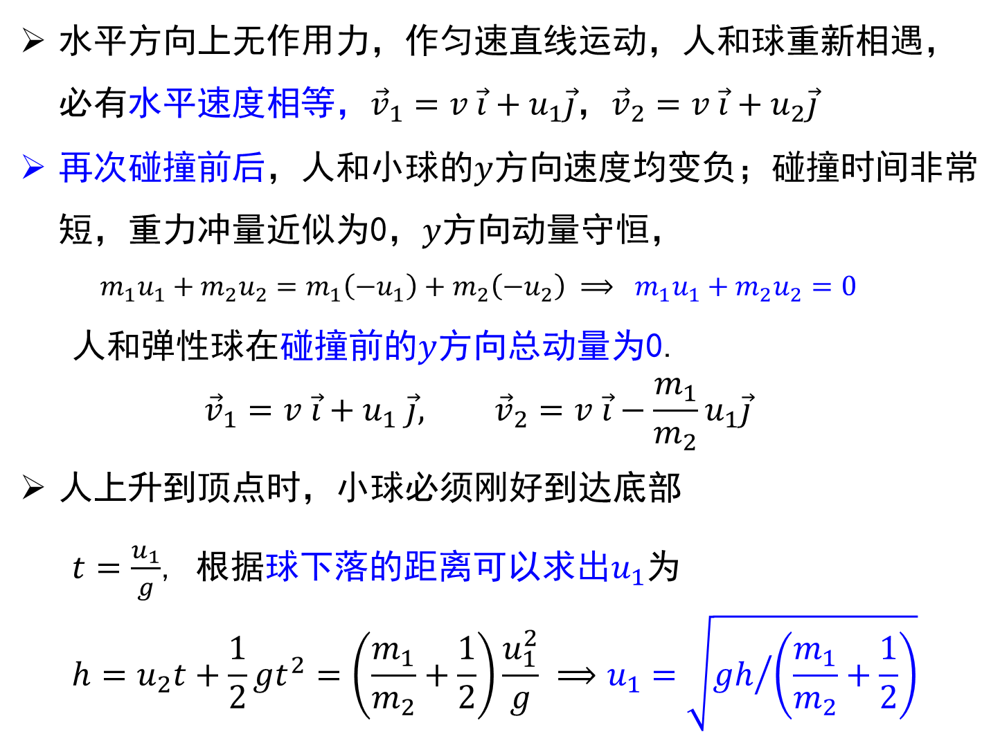 ➢ 水平方向上无作用力，作匀速直线运动，人和球重新相遇，
必有水平速度相等，$\vec{v}_1 = v\,\vec{i} + u_1\vec{j}$，$\vec{v}_2 = v\,\vec{i} + u_2\vec{j}$
➢ 再次碰撞前后，人和小球的$y$方向速度均变负；碰撞时间非常
短，重力冲量近似为0，$y$方向动量守恒，
$m_1u_1 + m_2u_2 = m_1(-u_1) + m_2(-u_2) \Longrightarrow m_1u_1 + m_2u_2 = 0$
人和弹性球在碰撞前的$y$方向总动量为0.
$\vec{v}_1 = v\,\vec{i} + u_1\,\vec{j}, \quad \vec{v}_2 = v\,\vec{i} - \frac{m_1}{m_2}u_1\vec{j}$
➢ 人上升到顶点时，小球必须刚好到达底部
$t = \frac{u_1}{g}$, 根据球下落的距离可以求出$u_1$为
$h = u_2t + \frac{1}{2}gt^2 = \left(\frac{m_1}{m_2} + \frac{1}{2}\right)\frac{u_1^2}{g} \Longrightarrow u_1 = \sqrt{gh/\left(\frac{m_1}{m_2} + \frac{1}{2}\right)}$